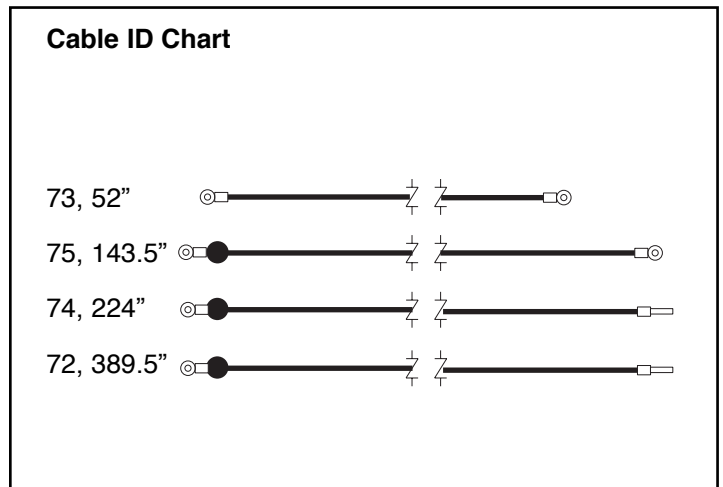 Cable ID Chart
73, 52”
75, 143.5”
74, 224”
72, 389.5”